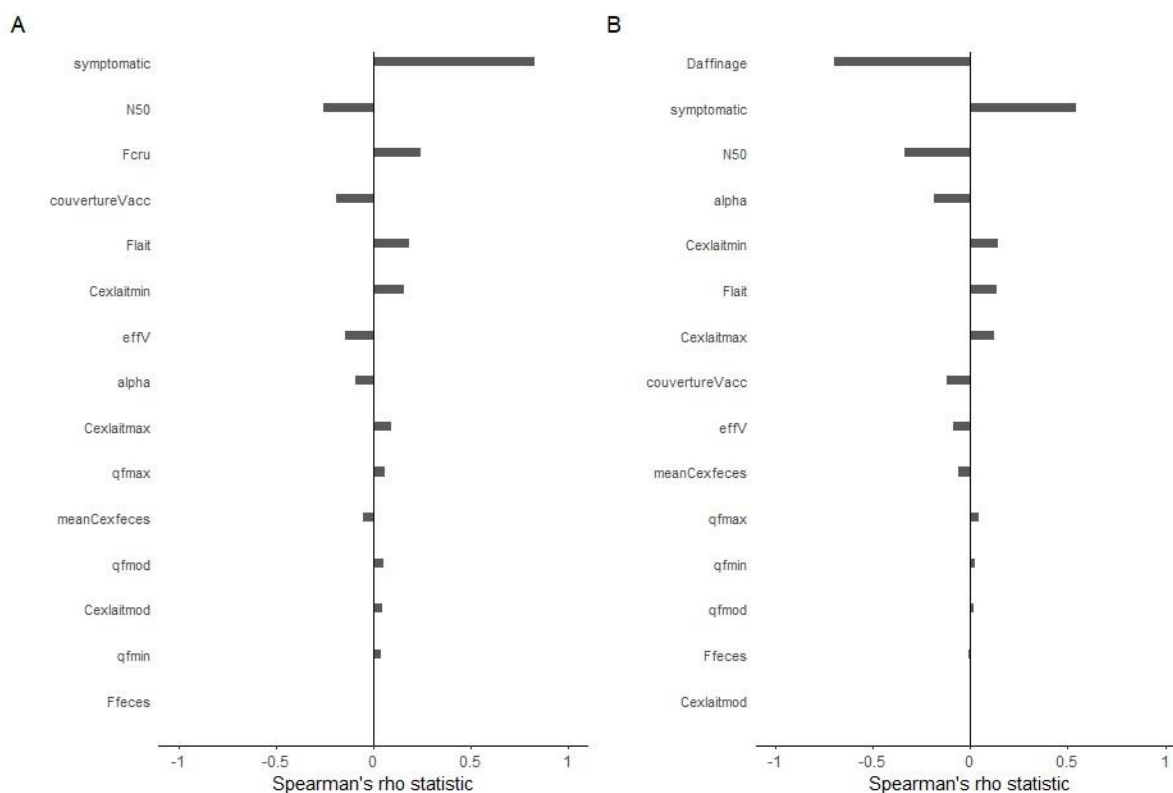 A
symptomatic
N50
Fcru
couvertureVacc
Flait
Cexlaitmin
effV
alpha
Cexlaitmax
qfmax
meanCexfeces
qfmod
Cexlaitmod
qfmin
Ffeces
-1 -0.5 0 0.5 1
Spearman's rho statistic
B
Daffinage
symptomatic
N50
alpha
Cexlaitmin
Flait
Cexlaitmax
couvertureVacc
effV
meanCexfeces
qfmax
qfmin
qfmod
Ffeces
Cexlaitmod
-1 -0.5 0 0.5 1
Spearman's rho statistic